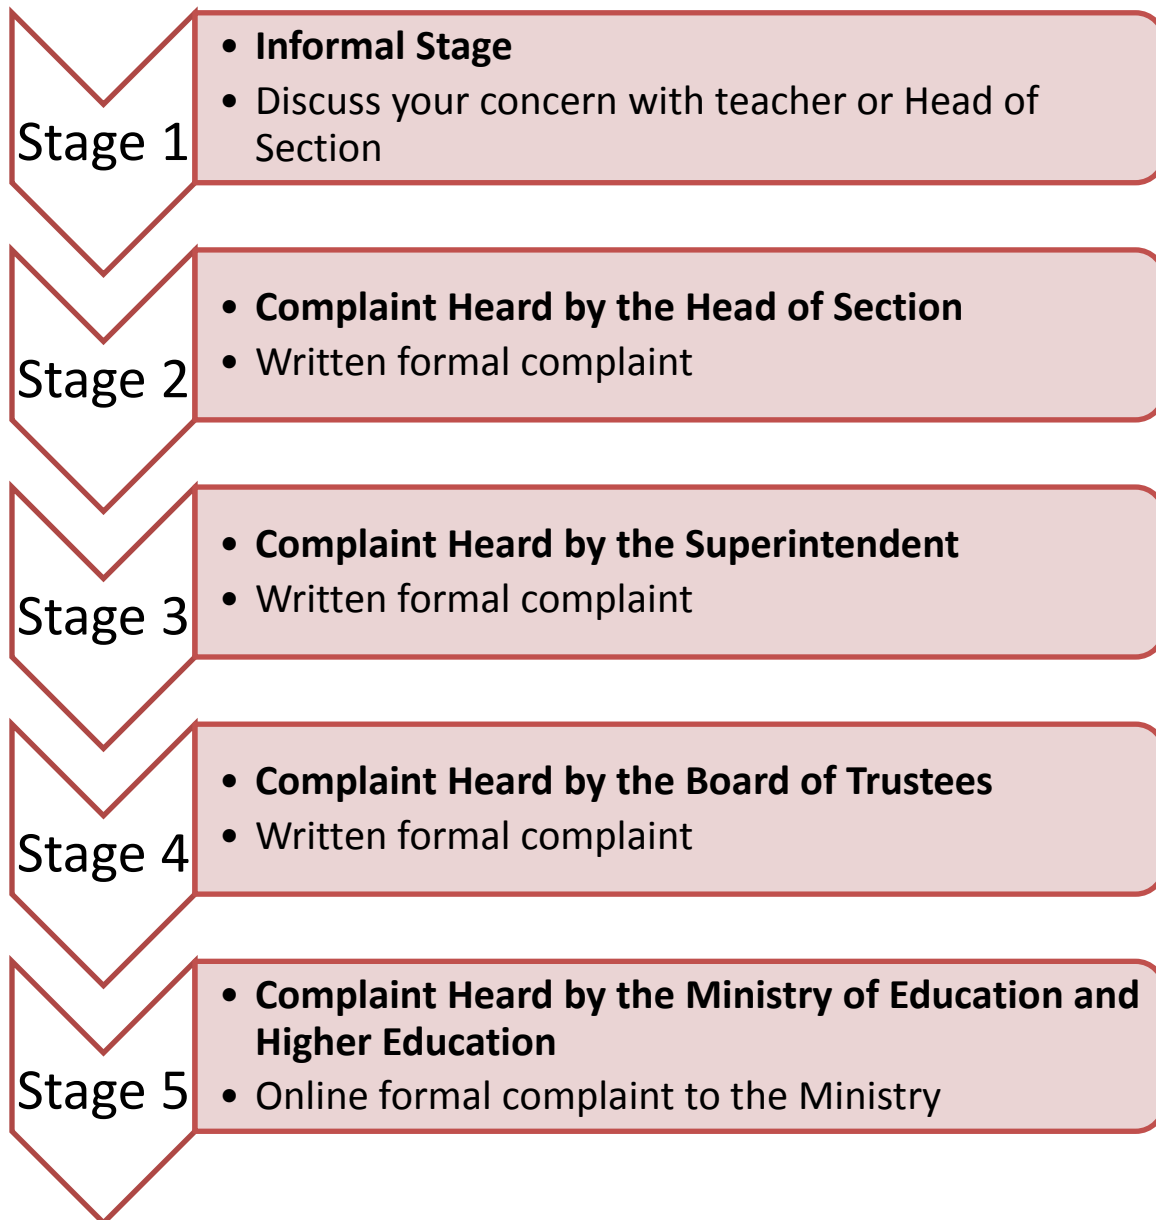 Stage 1
• Informal Stage
• Discuss your concern with teacher or Head of
Section
Stage 2
• Complaint Heard by the Head of Section
• Written formal complaint
Stage 3
• Complaint Heard by the Superintendent
• Written formal complaint
Stage 4
• Complaint Heard by the Board of Trustees
• Written formal complaint
Stage 5
• Complaint Heard by the Ministry of Education and
Higher Education
• Online formal complaint to the Ministry